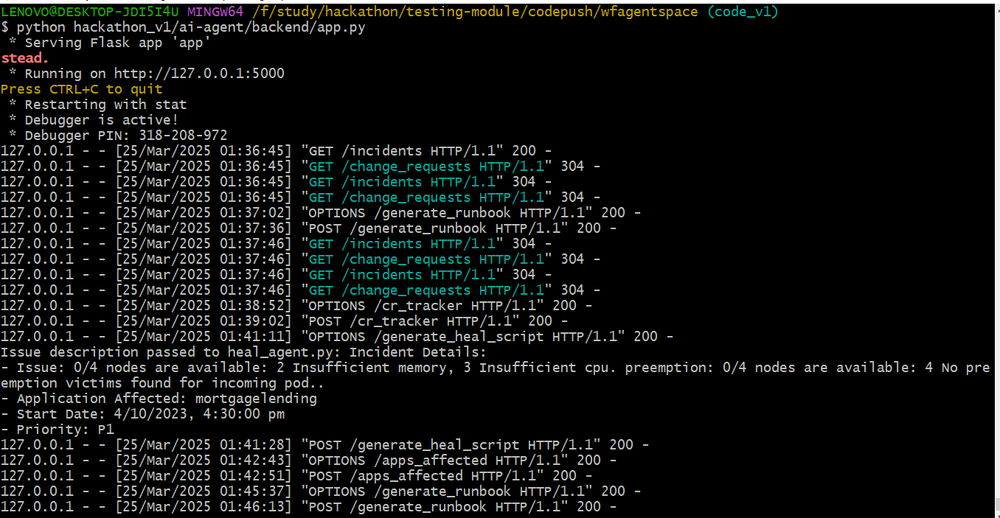 LENOVO@DESKTOP-JDI5I4U MINGW64 /f/study/hackathon/testing-module/codepush/wfagentspace (code_v1)
$ python hackathon_v1/ai-agent/backend/app.py
 * Serving Flask app 'app'
stead.
 * Running on http://127.0.0.1:5000
Press CTRL+C to quit
 * Restarting with stat
 * Debugger is active!
 * Debugger PIN: 318-208-972
127.0.0.1 - - [25/Mar/2025 01:36:45] "GET /incidents HTTP/1.1" 200 -
127.0.0.1 - - [25/Mar/2025 01:36:45] "GET /change_requests HTTP/1.1" 304 -
127.0.0.1 - - [25/Mar/2025 01:36:45] "GET /incidents HTTP/1.1" 304 -
127.0.0.1 - - [25/Mar/2025 01:36:45] "GET /change_requests HTTP/1.1" 304 -
127.0.0.1 - - [25/Mar/2025 01:37:02] "OPTIONS /generate_runbook HTTP/1.1" 200 -
127.0.0.1 - - [25/Mar/2025 01:37:36] "POST /generate_runbook HTTP/1.1" 200 -
127.0.0.1 - - [25/Mar/2025 01:37:46] "GET /incidents HTTP/1.1" 304 -
127.0.0.1 - - [25/Mar/2025 01:37:46] "GET /change_requests HTTP/1.1" 304 -
127.0.0.1 - - [25/Mar/2025 01:37:46] "GET /incidents HTTP/1.1" 304 -
127.0.0.1 - - [25/Mar/2025 01:37:46] "GET /change_requests HTTP/1.1" 304 -
127.0.0.1 - - [25/Mar/2025 01:38:52] "OPTIONS /cr_tracker HTTP/1.1" 200 -
127.0.0.1 - - [25/Mar/2025 01:39:02] "POST /cr_tracker HTTP/1.1" 200 -
127.0.0.1 - - [25/Mar/2025 01:41:11] "OPTIONS /generate_heal_script HTTP/1.1" 200 -
Issue description passed to heal_agent.py: Incident Details:
- Issue: 0/4 nodes are available: 2 Insufficient memory, 3 Insufficient cpu. preemption: 0/4 nodes are available: 4 No pre
emption victims found for incoming pod..
- Application Affected: mortgagelending
- Start Date: 4/10/2023, 4:30:00 pm
- Priority: P1
127.0.0.1 - - [25/Mar/2025 01:41:28] "POST /generate_heal_script HTTP/1.1" 200 -
127.0.0.1 - - [25/Mar/2025 01:42:43] "OPTIONS /apps_affected HTTP/1.1" 200 -
127.0.0.1 - - [25/Mar/2025 01:42:51] "POST /apps_affected HTTP/1.1" 200 -
127.0.0.1 - - [25/Mar/2025 01:45:37] "OPTIONS /generate_runbook HTTP/1.1" 200 -
127.0.0.1 - - [25/Mar/2025 01:46:13] "POST /generate_runbook HTTP/1.1" 200 -